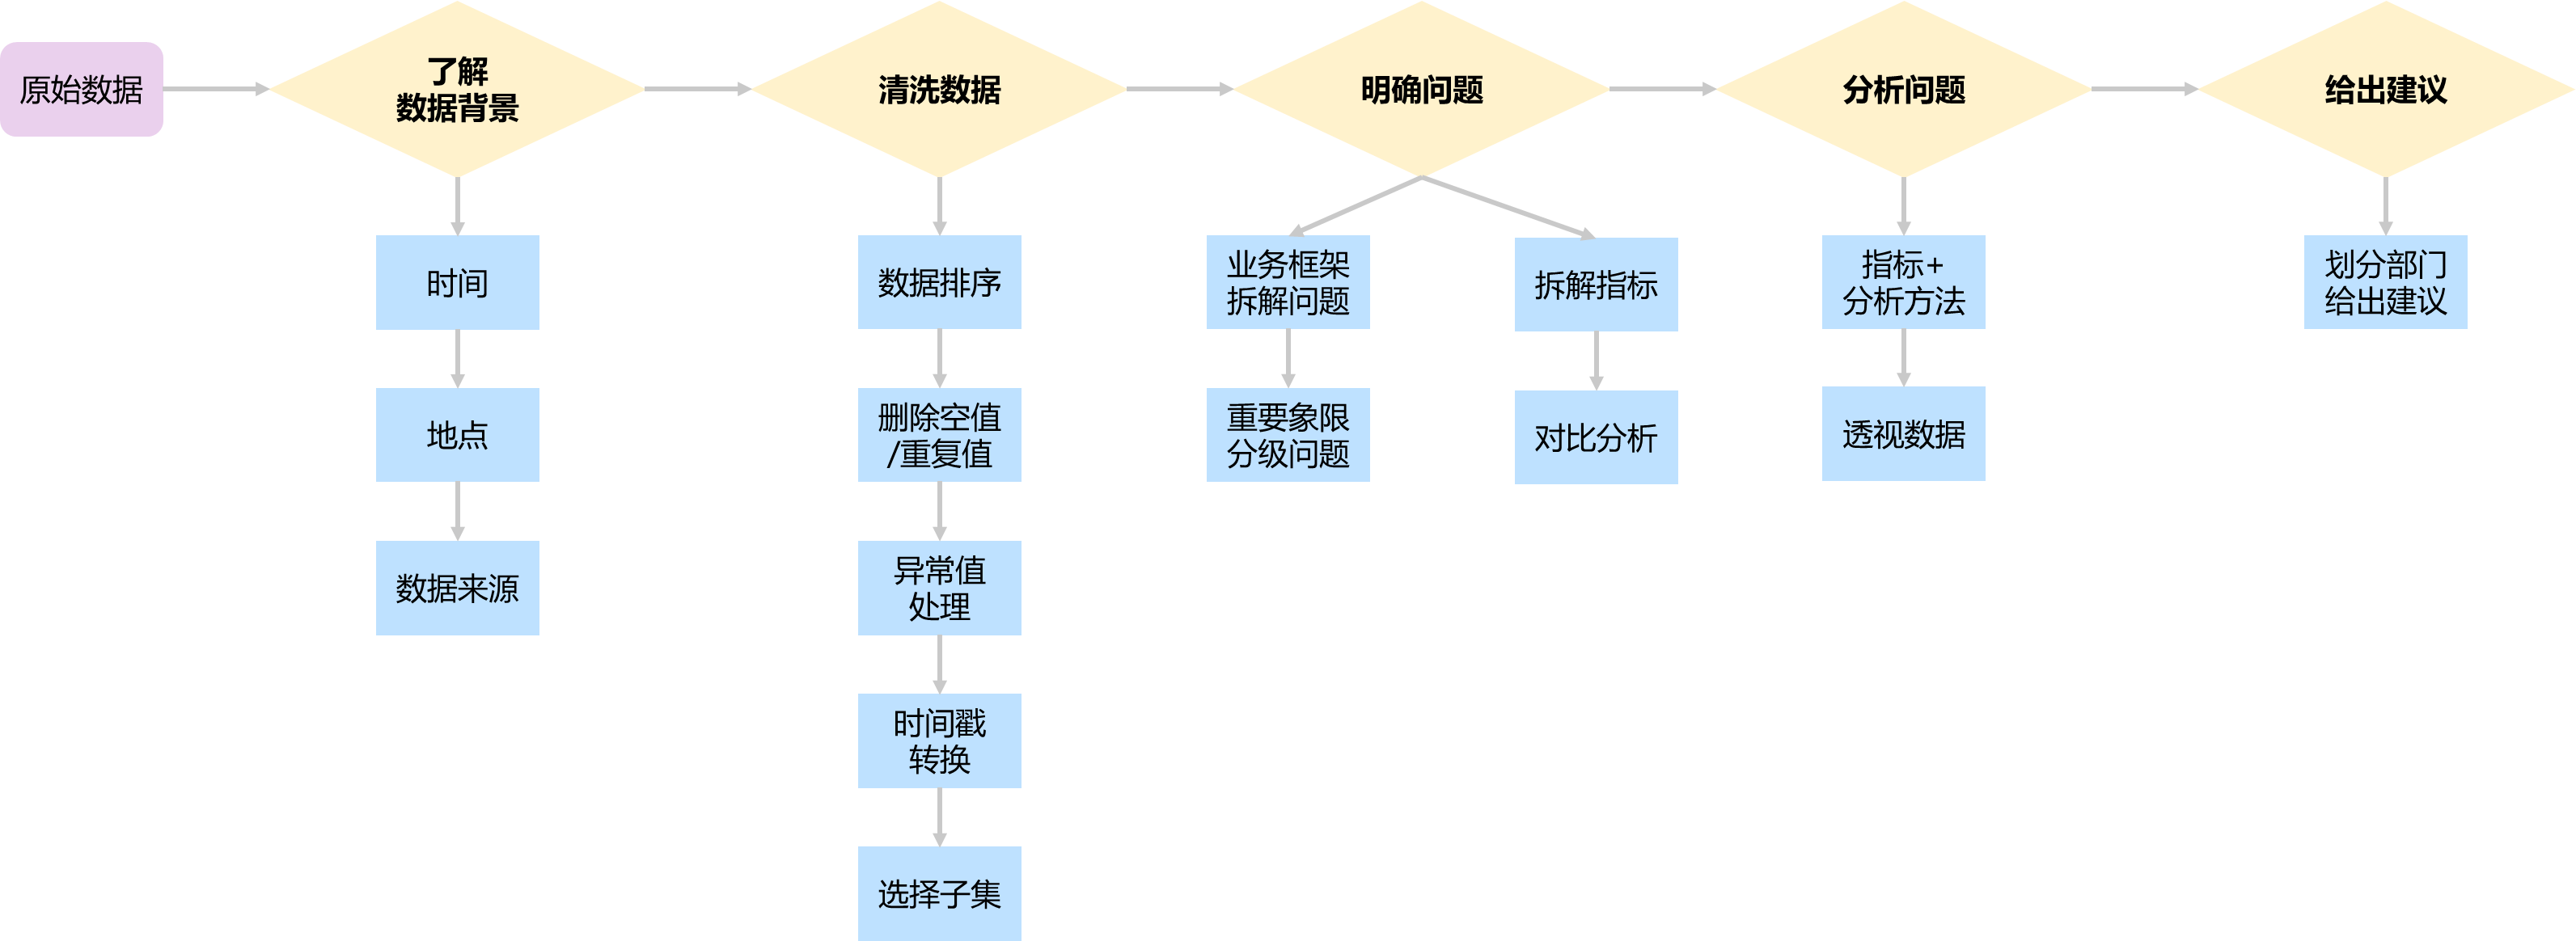 原始数据
了解
数据背景
清洗数据
明确问题
分析问题
给出建议
时间
地点
数据来源
数据排序
删除空值
/重复值
异常值
处理
时间戳
转换
选择子集
业务框架
拆解问题
重要象限
分级问题
拆解指标
对比分析
指标+
分析方法
透视数据
划分部门
给出建议